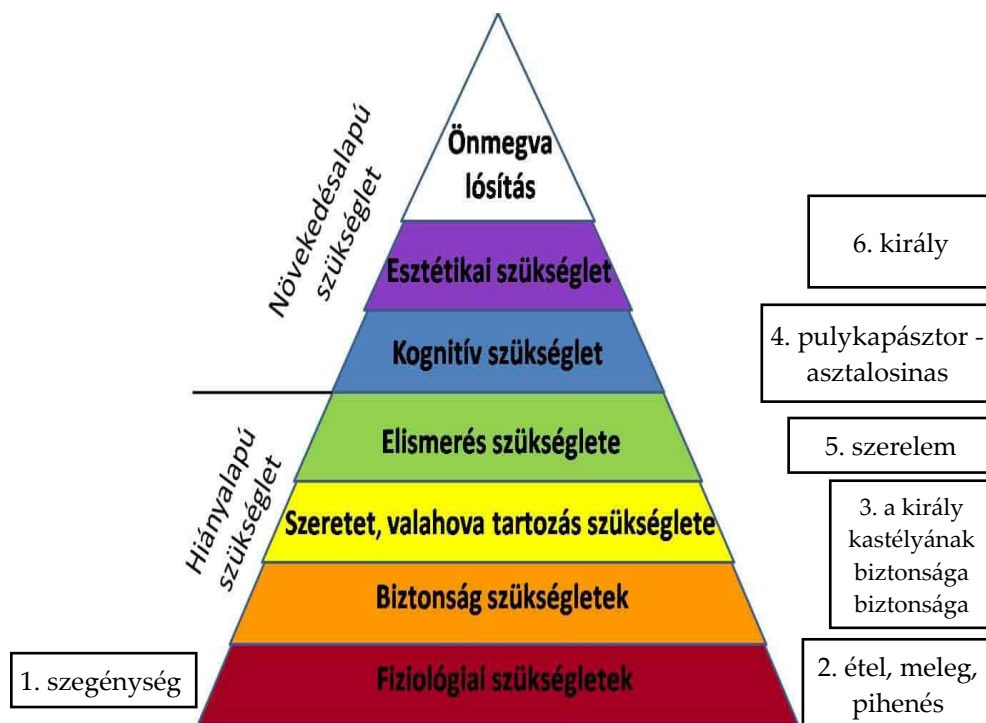 Önmegva
lósítás
Növekedésalapú
szükséglet
6. király
Esztétikai szükséglet
4. pulykapásztor -
asztalosinas
Kognitív szükséglet
Elismerés szükséglete
5. szerelem
Hiányalapú
szükséglet
Szeretet, valahova tartozás szükséglete
3. a király
kastélyának
biztonsága
biztonsága
Biztonság szükségletek
1. szegénység
Fiziológiai szükségletek
2. étel, meleg,
pihenés